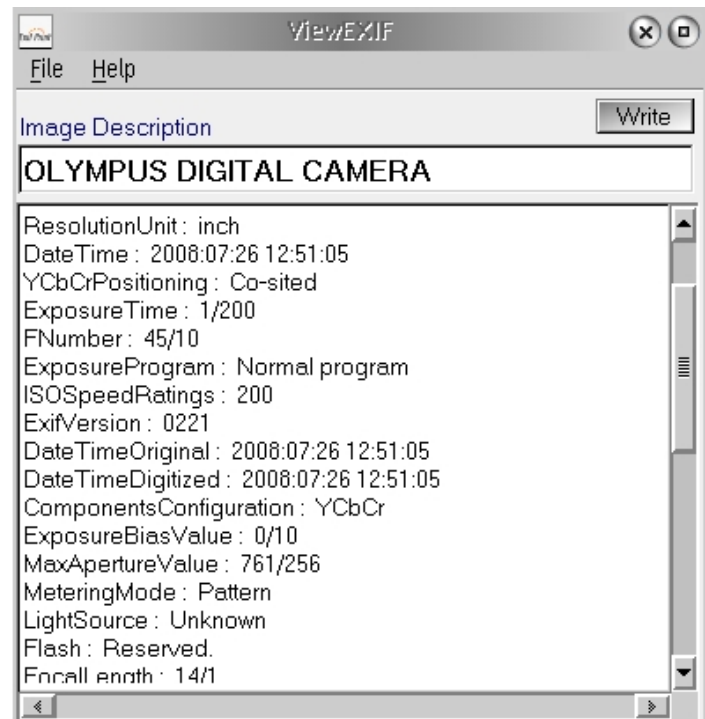 ViewEXIF
File Help
Image Description
Write
OLYMPUS DIGITAL CAMERA
ResolutionUnit : inch
DateTime : 2008:07:26 12:51:05
YCbCrPositioning : Co-sited
ExposureTime : 1/200
FNumber : 45/10
ExposureProgram : Normal program
ISOSpeedRatings : 200
ExifVersion : 0221
DateTimeOriginal : 2008:07:26 12:51:05
DateTimeDigitized : 2008:07:26 12:51:05
ComponentsConfiguration : YCbCr
ExposureBiasValue : 0/10
MaxApertureValue : 761/256
MeteringMode : Pattern
LightSource : Unknown
Flash : Reserved.
FocalLength : 14/1